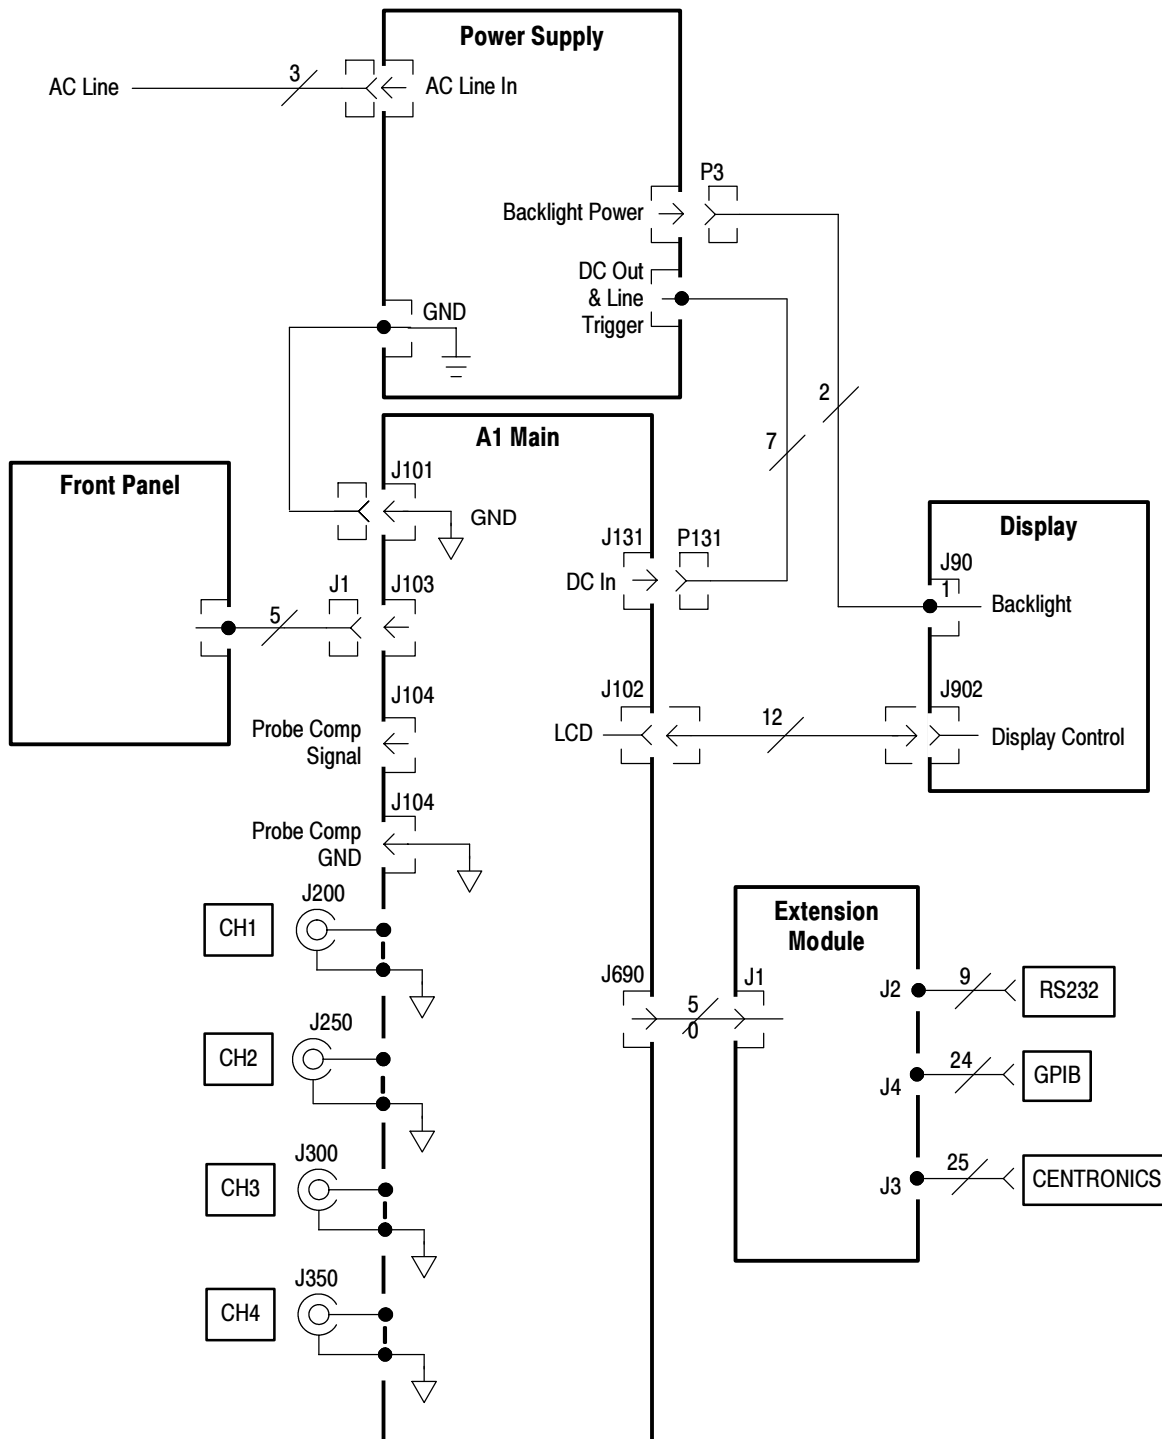 Power Supply
AC Line
3
AC Line In
P3
Backlight Power
DC Out
& Line
Trigger
GND
2
7
A1 Main
Front Panel
J101
GND
Display
J131
P131
DC In
J90
1
Backlight
J1
J103
5
J104
Probe Comp
Signal
J102
LCD
12
J902
Display Control
J104
Probe Comp
GND
J200
CH1
Extension
Module
J690
5
0
J1
J2
9
RS232
J250
CH2
J4
24
GPIB
J300
CH3
J3
25
CENTRONICS
J350
CH4